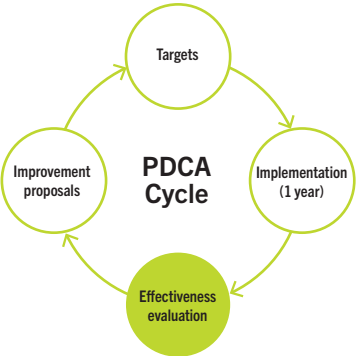 Targets
Improvement
proposals
PDCA
Cycle
Implementation
(1 year)
Effectiveness
evaluation